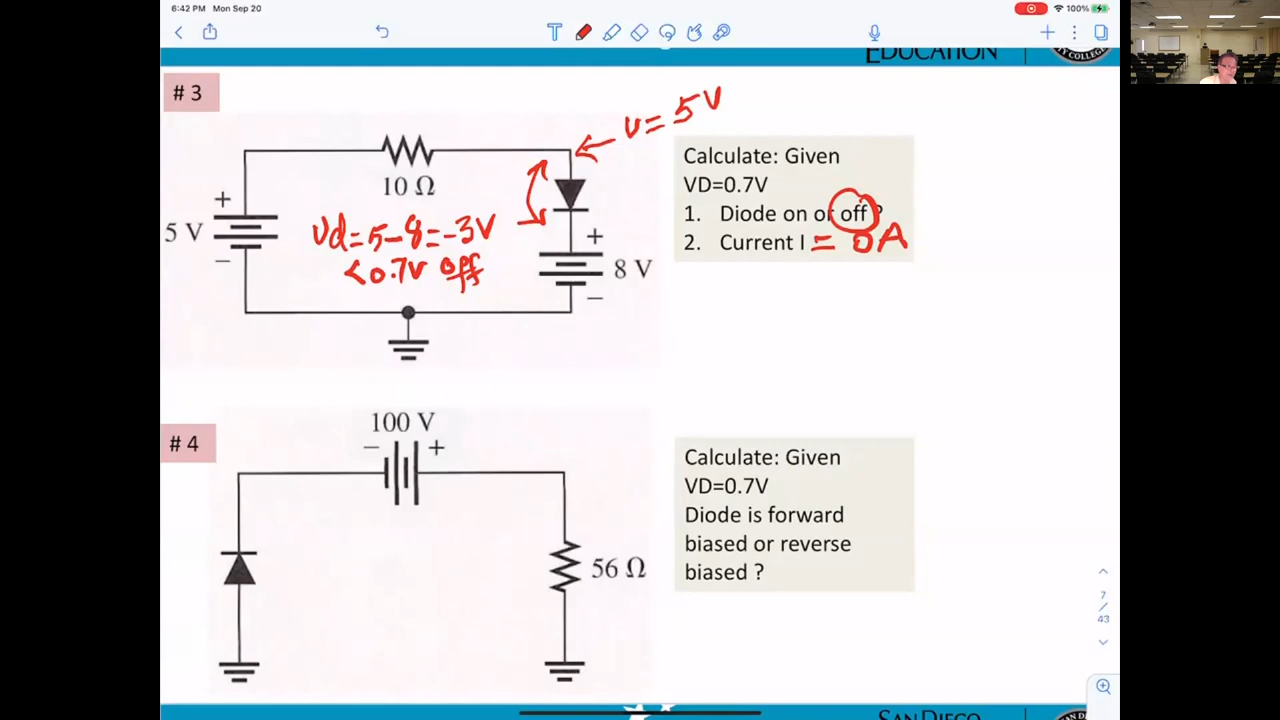 6:42 PM Mon Sep 20
100%
T
EDUCATION
# 3
V= 5V
10 Ω
+
5 V
−
Vd= 5-8=-3V
<0.7V off
+
8 V
−
Calculate: Given
VD=0.7V
1. Diode on or off ?
2. Current I = 0A
# 4
100 V
− +
56 Ω
Calculate: Given
VD=0.7V
Diode is forward
biased or reverse
biased ?
7
/
43
SAN DIEGO